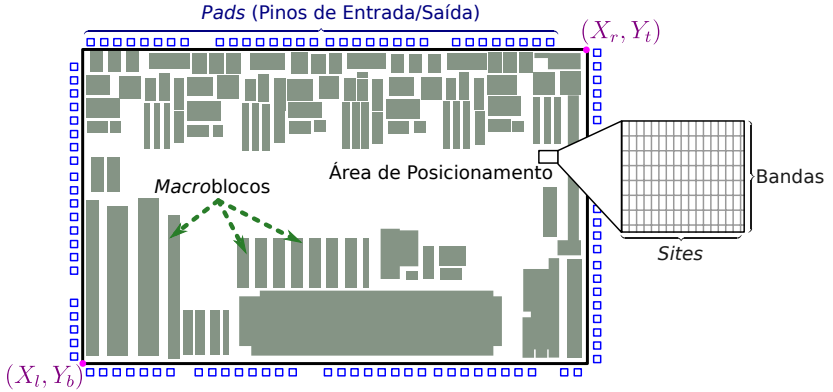 Pads (Pinos de Entrada/Saída)
(X_r, Y_t)
Área de Posicionamento
Macroblocos
Bandas
Sites
(X_l, Y_b)